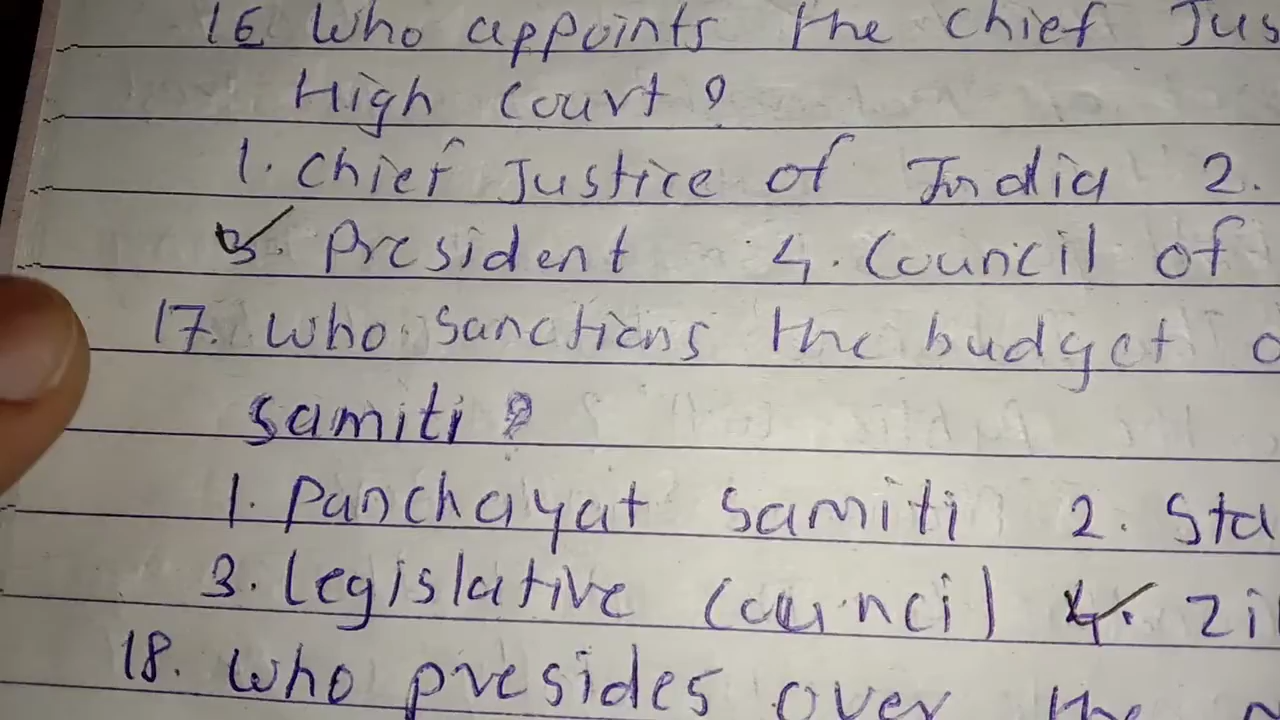 16. Who appoints the Chief Jus
High Court?
1. Chief Justice of India 2.
3. President 4. Council of
17. Who sanctions the budget o
Samiti?
1. Panchayat Samiti 2. Sta
3. Legislative Council 4. Zi
18. Who presides over the